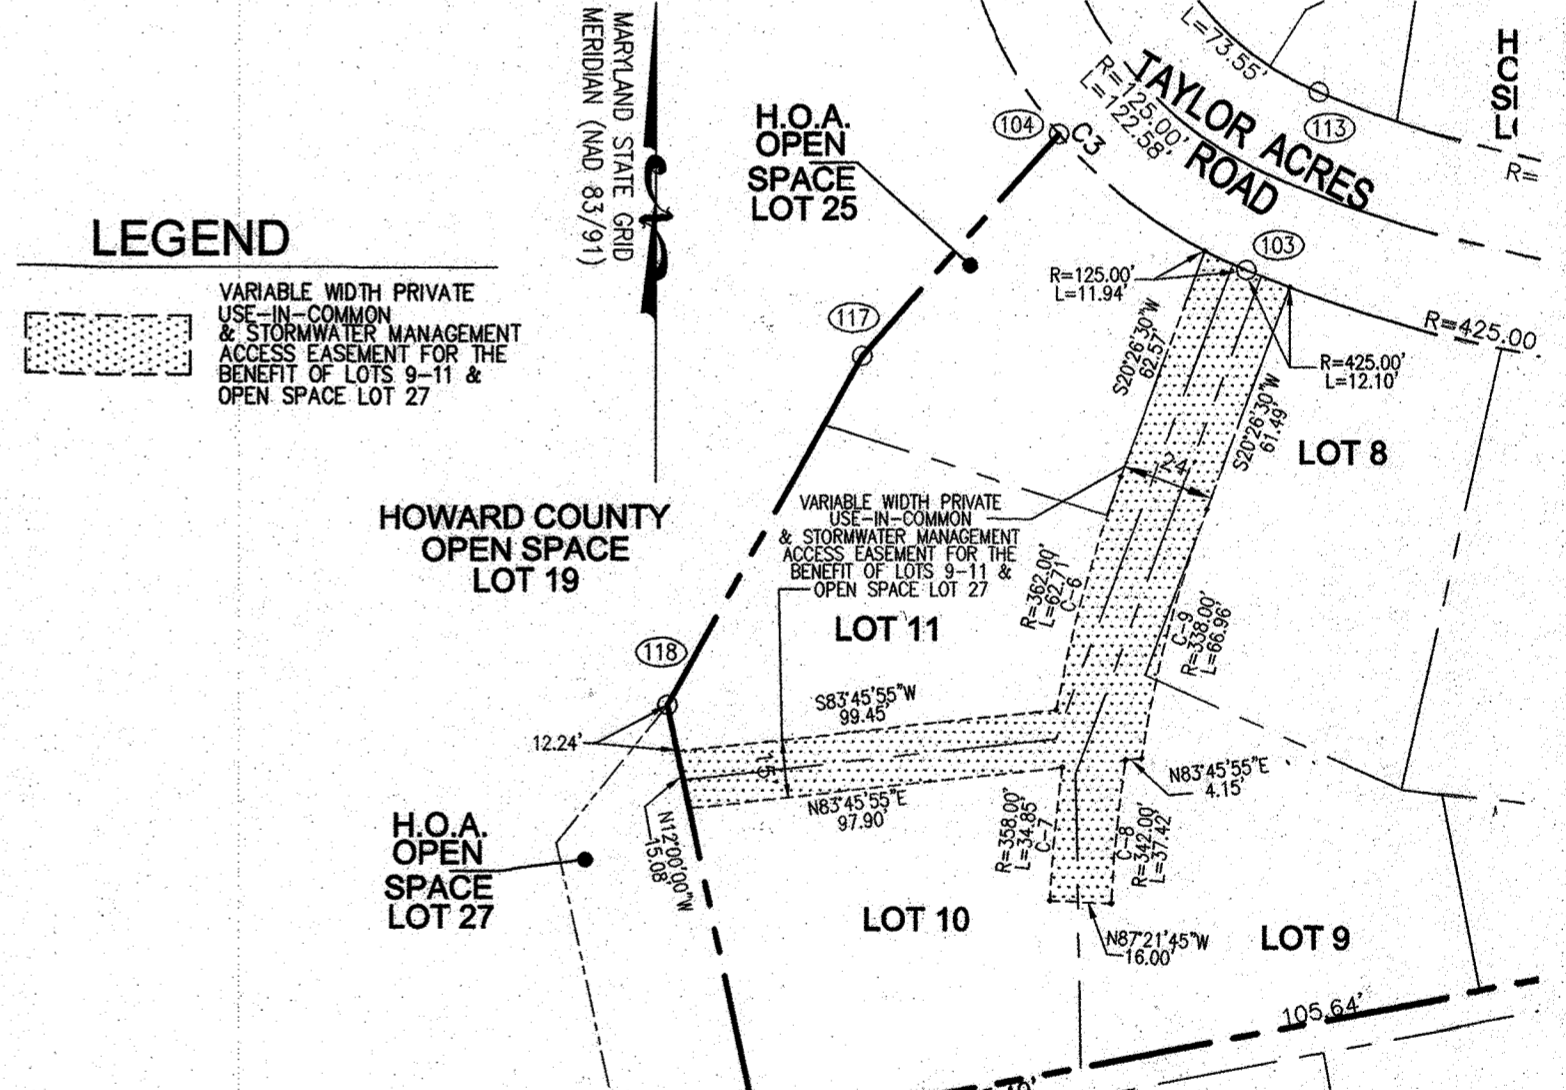 LEGEND
VARIABLE WIDTH PRIVATE
USE-IN-COMMON
& STORMWATER MANAGEMENT
ACCESS EASEMENT FOR THE
BENEFIT OF LOTS 9-11 &
OPEN SPACE LOT 27
MARYLAND STATE GRID
MERIDIAN (NAD 83/91)
H.O.A.
OPEN
SPACE
LOT 25
104
C3
L=73.55'
TAYLOR ACRES
ROAD
R=125.00'
L=122.58'
113
R=
H
SI
103
R=125.00'
L=11.94'
R=425.00
R=425.00'
L=12.10'
117
S20°26'30"W
62.57'
S20°26'30"W
61.49'
LOT 8
24'
HOWARD COUNTY
OPEN SPACE
LOT 19
VARIABLE WIDTH PRIVATE
USE-IN-COMMON
& STORMWATER MANAGEMENT
ACCESS EASEMENT FOR THE
BENEFIT OF LOTS 9-11 &
OPEN SPACE LOT 27
LOT 11
R=362.00'
L=62.71'
C-6
C-9
R=338.00'
L=66.96'
118
S83°45'55"W
99.45'
12.24'
15'
N83°45'55"E
97.90'
N83°45'55"E
4.15'
N12°00'00"W
15.08'
R=358.00'
L=34.85'
C-7
C-8
R=342.00'
L=37.42'
H.O.A.
OPEN
SPACE
LOT 27
LOT 10
N87°21'45"W
16.00'
LOT 9
105.64'